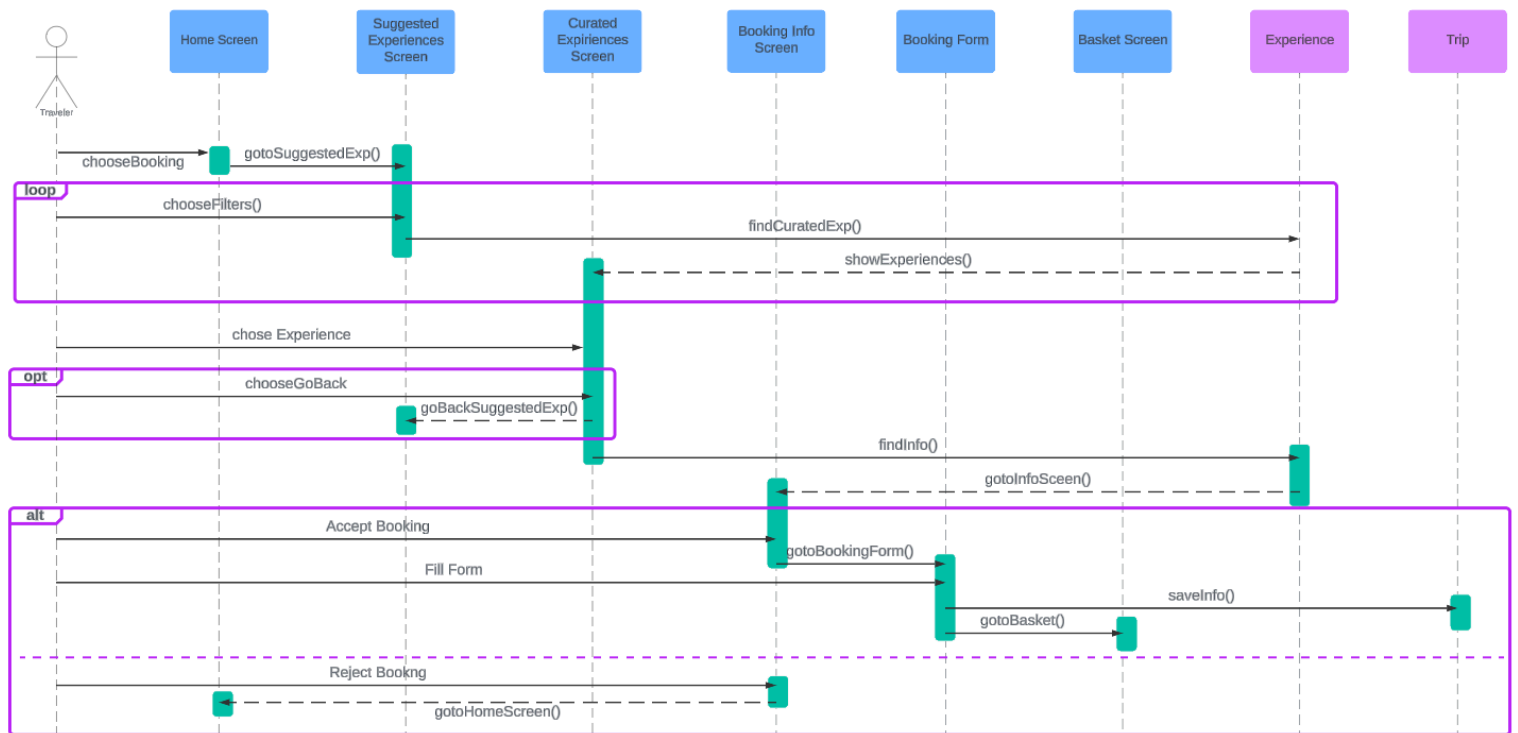 Home Screen
Suggested
Experiences
Screen
Curated
Expiriences
Screen
Booking Info
Screen
Booking Form
Basket Screen
Experience
Trip
Traveler
chooseBooking
gotoSuggestedExp()
loop
chooseFilters()
findCuratedExp()
showExperiences()
chose Experience
opt
chooseGoBack
goBackSuggestedExp()
findInfo()
gotoInfoSceen()
alt
Accept Booking
gotoBookingForm()
Fill Form
saveInfo()
gotoBasket()
Reject Bookng
gotoHomeScreen()